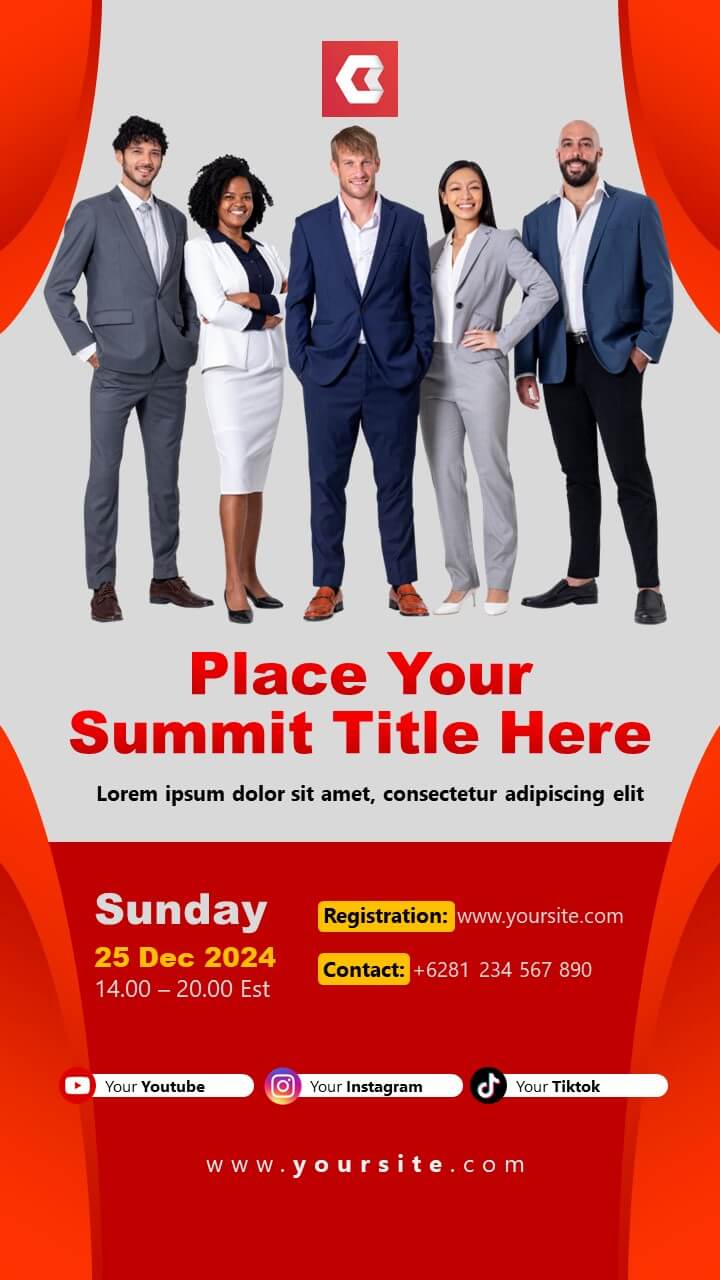 Place Your
Summit Title Here
Lorem ipsum dolor sit amet, consectetur adipiscing elit
Sunday
25 Dec 2024
14.00 – 20.00 Est
Registration: www.yoursite.com
Contact: +6281 234 567 890
Your Youtube
Your Instagram
Your Tiktok
www.yoursite.com